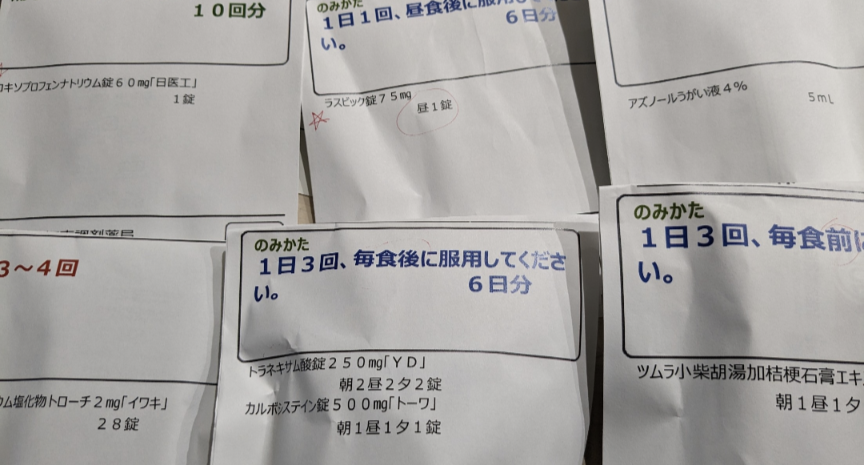 10回分
キソプロフェンナトリウム錠60mg「日医工」
1錠
のみかた
1日1回、昼食後に服用してくださ
い。
6日分
ラスビック錠75mg
昼1錠
アズノールうがい液4%
5mL
3~4回
ム塩化物トローチ2mg「イワキ」
28錠
のみかた
1日3回、毎食後に服用してくださ
い。
6日分
トラネキサム酸錠250mg「YD」
朝2昼2夕2錠
カルボシステイン錠500mg「トーワ」
朝1昼1夕1錠
のみかた
1日3回、毎食前に
い。
ツムラ小柴胡湯加桔梗石膏エキ
朝1昼1夕